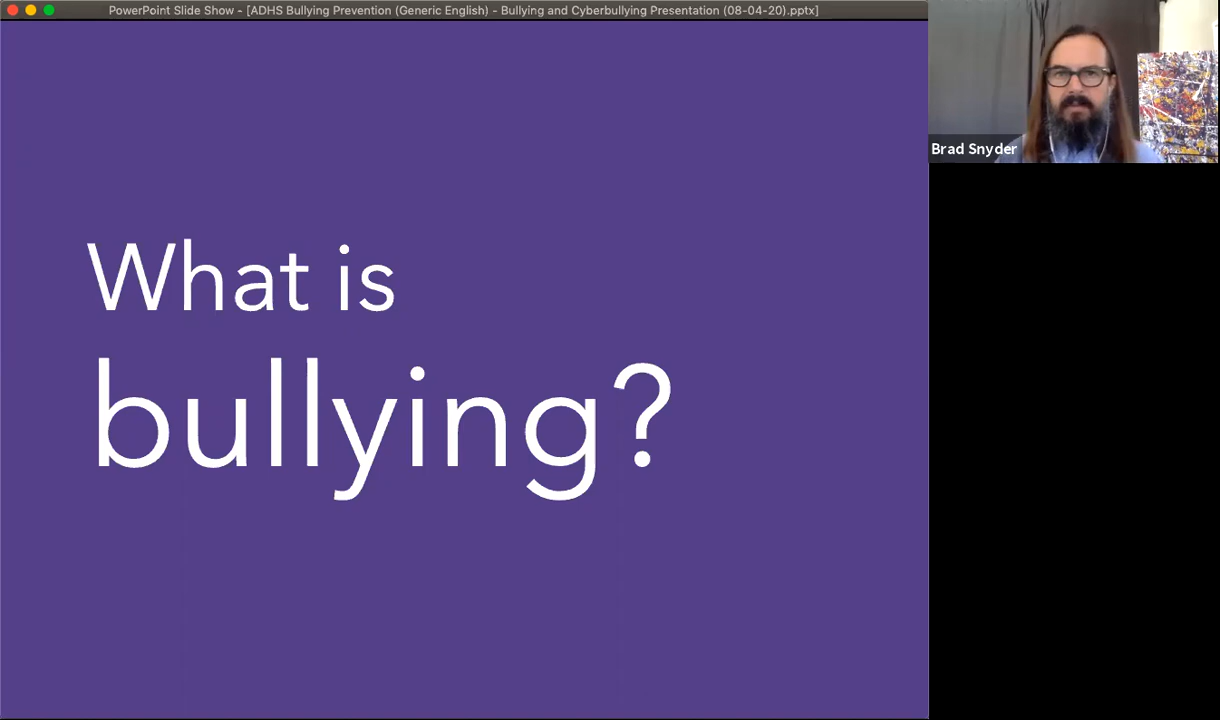 PowerPoint Slide Show - [ADHS Bullying Prevention (Generic English) - Bullying and Cyberbullying Presentation (08-04-20).pptx]
Brad Snyder
What is
bullying?